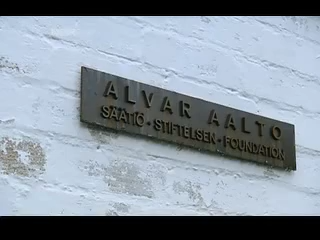 ALVAR AALTO
SÄÄTIÖ · STIFTELSEN · FOUNDATION